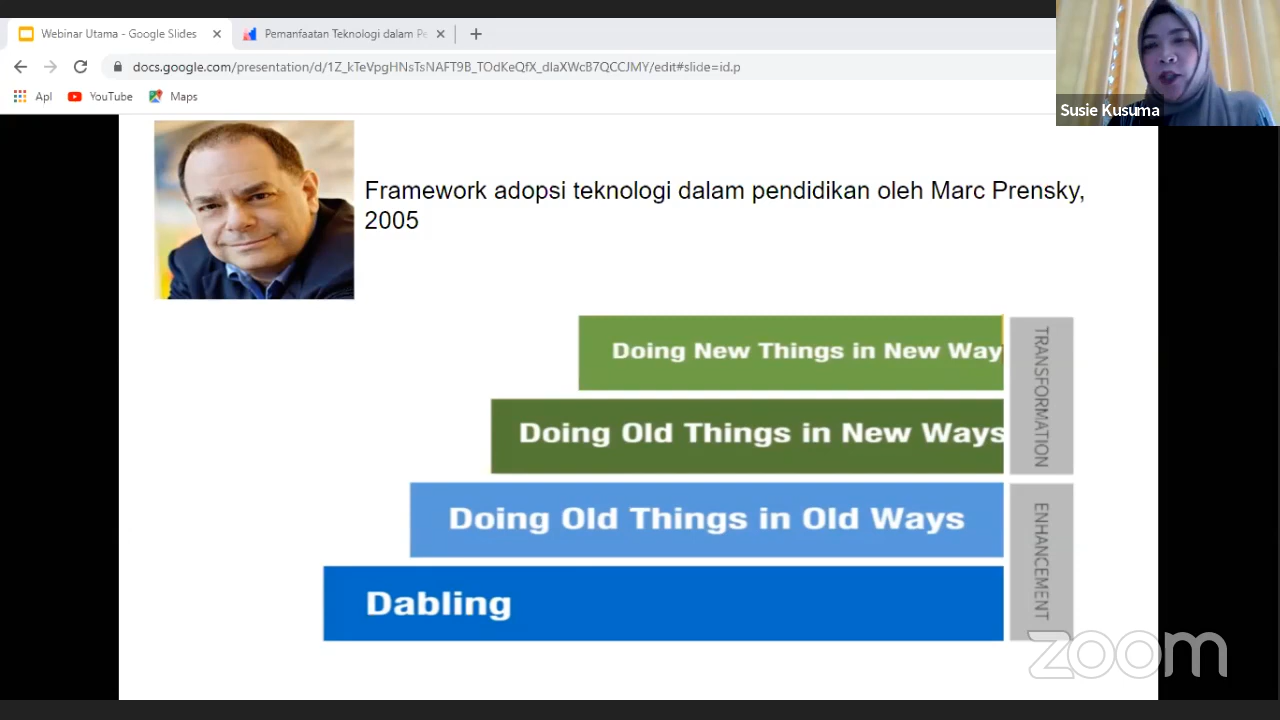 Webinar Utama - Google Slides
Pemanfaatan Teknologi dalam Pe
docs.google.com/presentation/d/1Z_kTeVpgHNsTsNAFT9E_TOdKeQfX_dIaXWcB7QCCJMY/edit#slide=id.p
Apl
YouTube
Maps
Susie Kusuma
Framework adopsi teknologi dalam pendidikan oleh Marc Prensky,
2005
Doing New Things in New Way
Doing Old Things in New Ways
TRANSFORMATION
Doing Old Things in Old Ways
Dabling
ENHANCEMENT
zoom